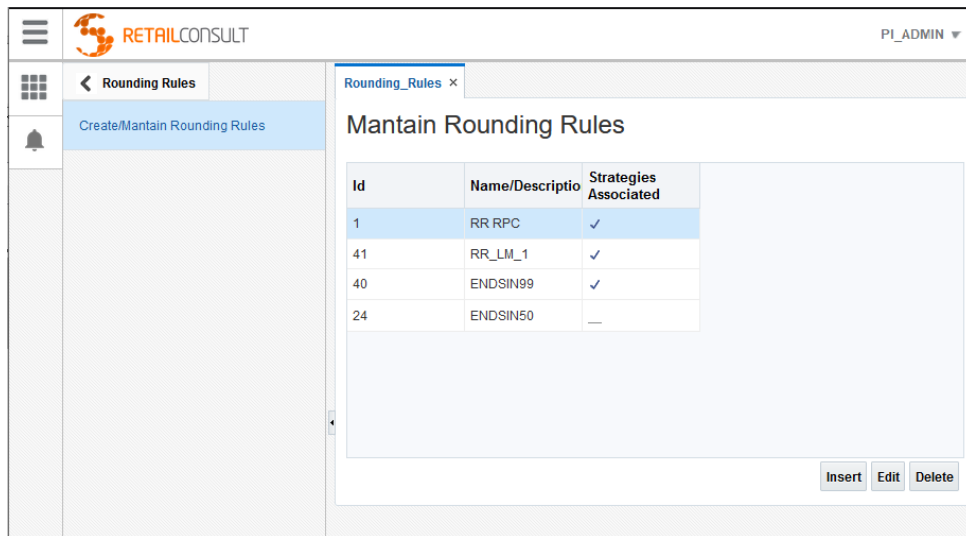 RETAILCONSULT
PI_ADMIN
Rounding Rules
Create/Mantain Rounding Rules
Rounding_Rules ×
Mantain Rounding Rules
Id Name/Descriptio Strategies Associated
1 RR RPC ✓
41 RR_LM_1 ✓
40 ENDSIN99 ✓
24 ENDSIN50 __
Insert Edit Delete